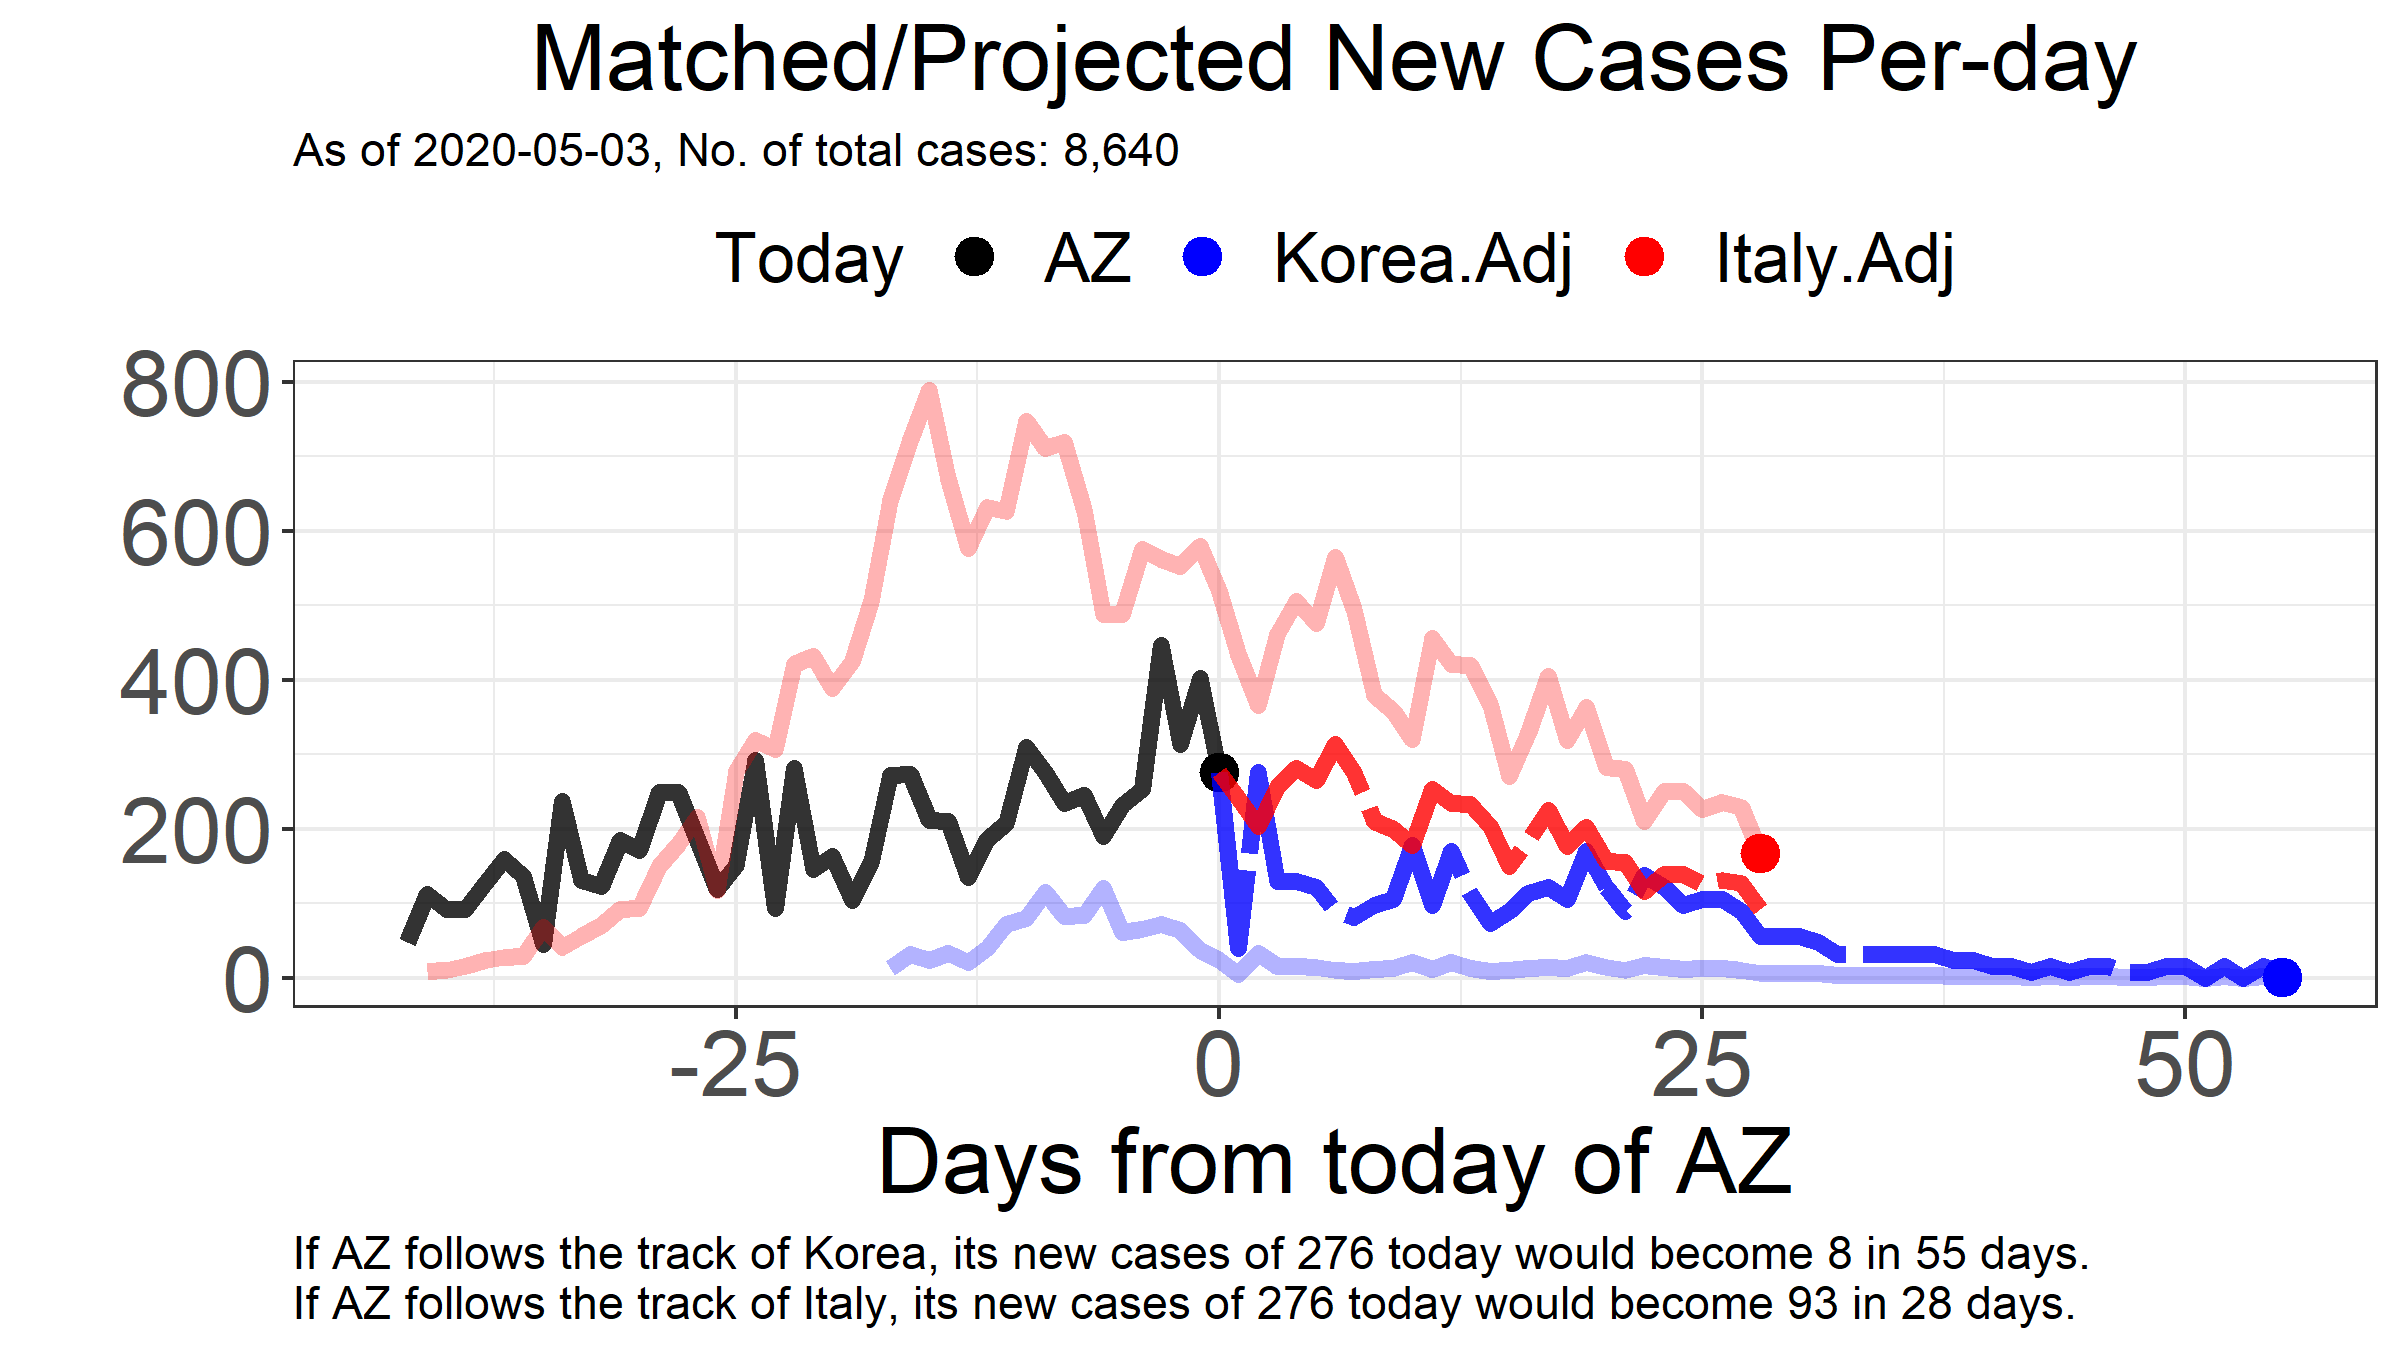 Matched/Projected New Cases Per-day
As of 2020-05-03, No. of total cases: 8,640
Today AZ Korea.Adj Italy.Adj
800
600
400
200
0
-25 0 25 50
Days from today of AZ
If AZ follows the track of Korea, its new cases of 276 today would become 8 in 55 days.
If AZ follows the track of Italy, its new cases of 276 today would become 93 in 28 days.